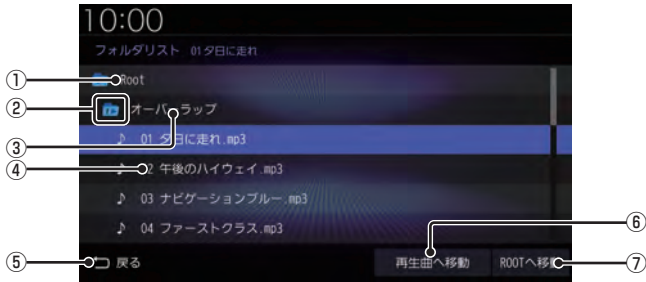 10:00
フォルダリスト 01夕日に走れ
① Root
② オーバーラップ
③ 01 夕日に走れ.mp3
④ 02 午後のハイウェイ.mp3
♪ 03 ナビゲーションブルー.mp3
♪ 04 ファーストクラス.mp3
⑥
⑤ 戻る 再生曲へ移動 ROOTへ移動 ⑦